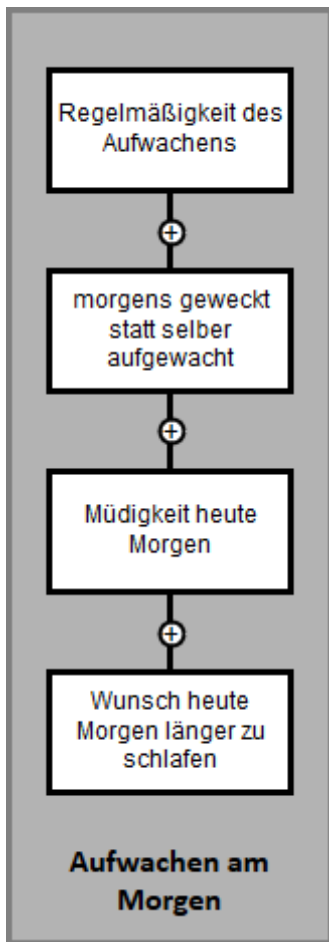 Regelmäßigkeit des
Aufwachens
+
morgens geweckt
statt selber
aufgewacht
+
Müdigkeit heute
Morgen
+
Wunsch heute
Morgen länger zu
schlafen
Aufwachen am
Morgen